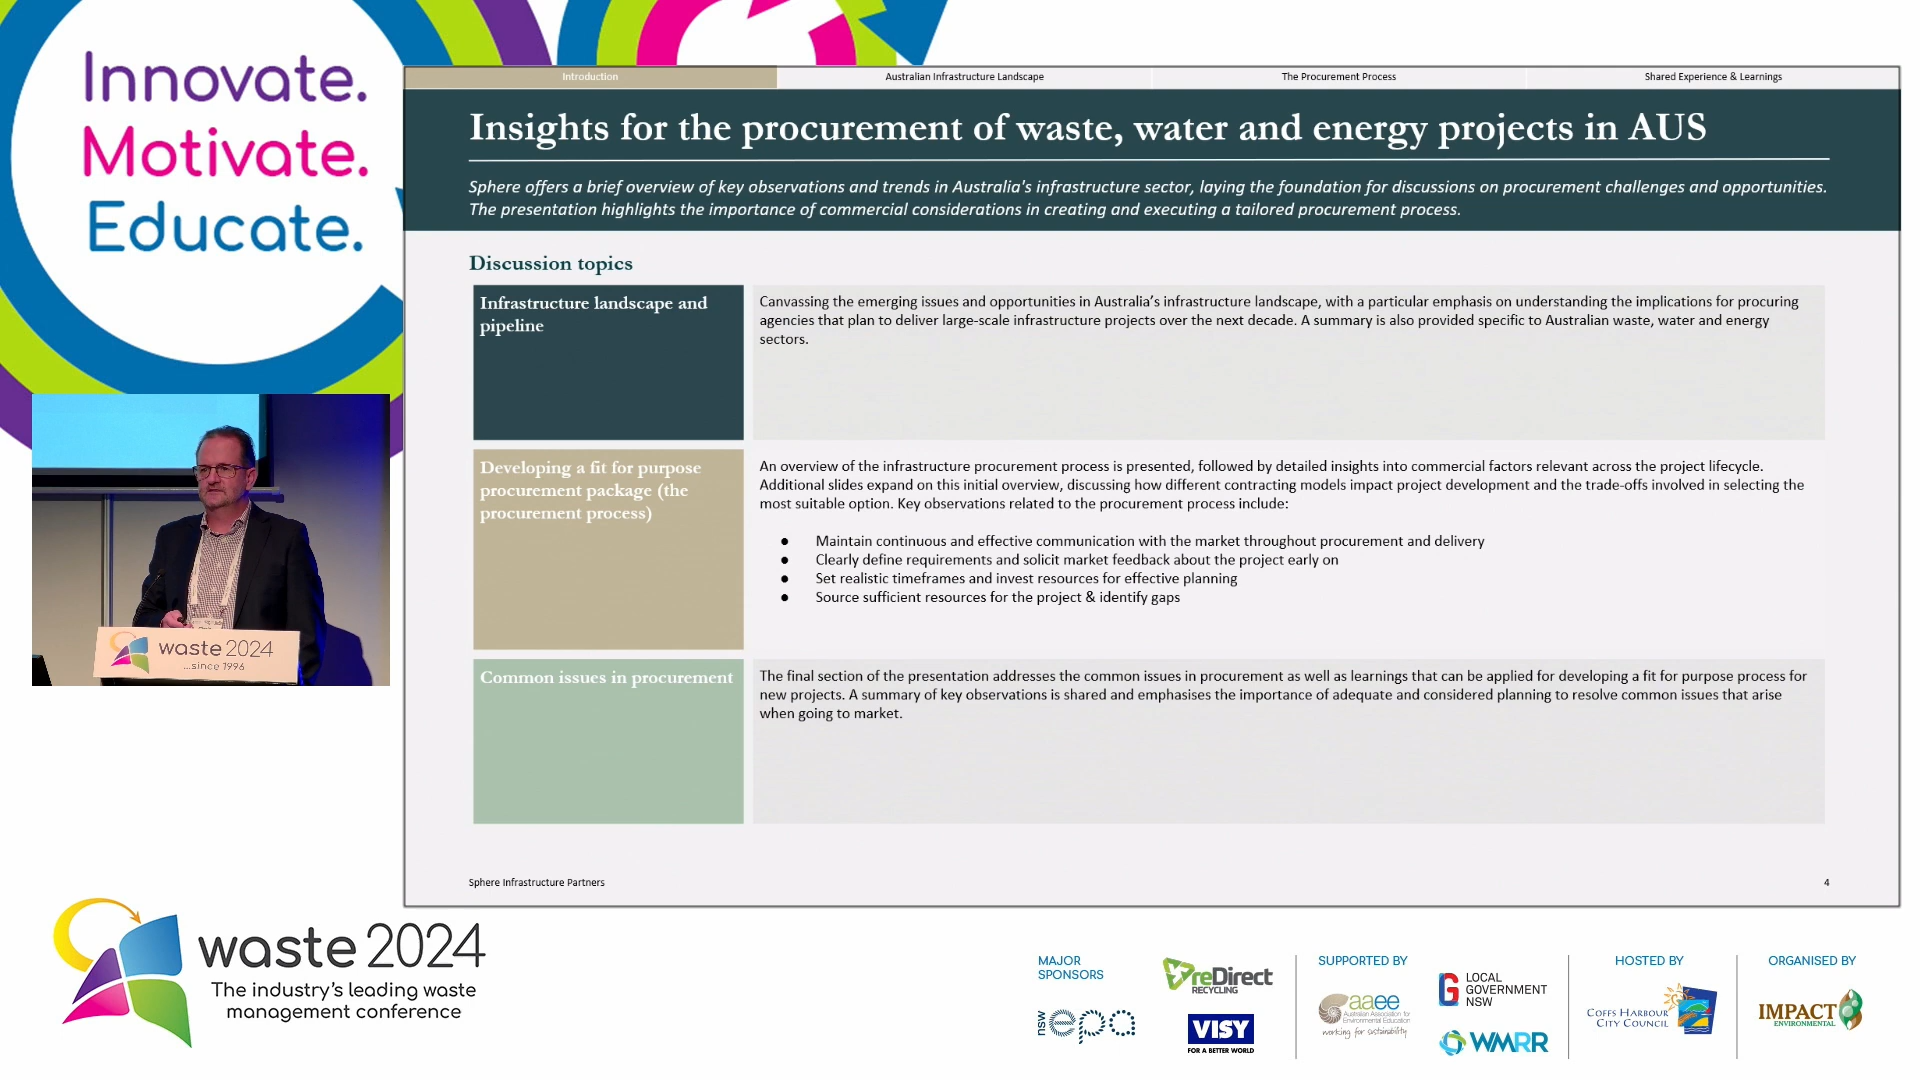 Innovate.
Motivate.
Educate.
Introduction
Australian Infrastructure Landscape
The Procurement Process
Shared Experience & Learnings
Insights for the procurement of waste, water and energy projects in AUS
Sphere offers a brief overview of key observations and trends in Australia's infrastructure sector, laying the foundation for discussions on procurement challenges and opportunities.
The presentation highlights the importance of commercial considerations in creating and executing a tailored procurement process.
Discussion topics
Infrastructure landscape and
pipeline
Canvassing the emerging issues and opportunities in Australia’s infrastructure landscape, with a particular emphasis on understanding the implications for procuring
agencies that plan to deliver large-scale infrastructure projects over the next decade. A summary is also provided specific to Australian waste, water and energy
sectors.
Developing a fit for purpose
procurement package (the
procurement process)
An overview of the infrastructure procurement process is presented, followed by detailed insights into commercial factors relevant across the project lifecycle.
Additional slides expand on this initial overview, discussing how different contracting models impact project development and the trade-offs involved in selecting the
most suitable option. Key observations related to the procurement process include:
● Maintain continuous and effective communication with the market throughout procurement and delivery
● Clearly define requirements and solicit market feedback about the project early on
● Set realistic timeframes and invest resources for effective planning
● Source sufficient resources for the project & identify gaps
Common issues in procurement
The final section of the presentation addresses the common issues in procurement as well as learnings that can be applied for developing a fit for purpose process for
new projects. A summary of key observations is shared and emphasises the importance of adequate and considered planning to resolve common issues that arise
when going to market.
Sphere Infrastructure Partners
4
waste 2024
...since 1996
waste 2024
The industry’s leading waste
management conference
MAJOR
SPONSORS
nsw epa
reDirect
RECYCLING
VISY
FOR A BETTER WORLD
SUPPORTED BY
aaee
Australian Association for
Environmental Education
working for sustainability
LOCAL
GOVERNMENT
NSW
WMRR
HOSTED BY
COFFS HARBOUR
CITY COUNCIL
ORGANISED BY
IMPACT
ENVIRONMENTAL